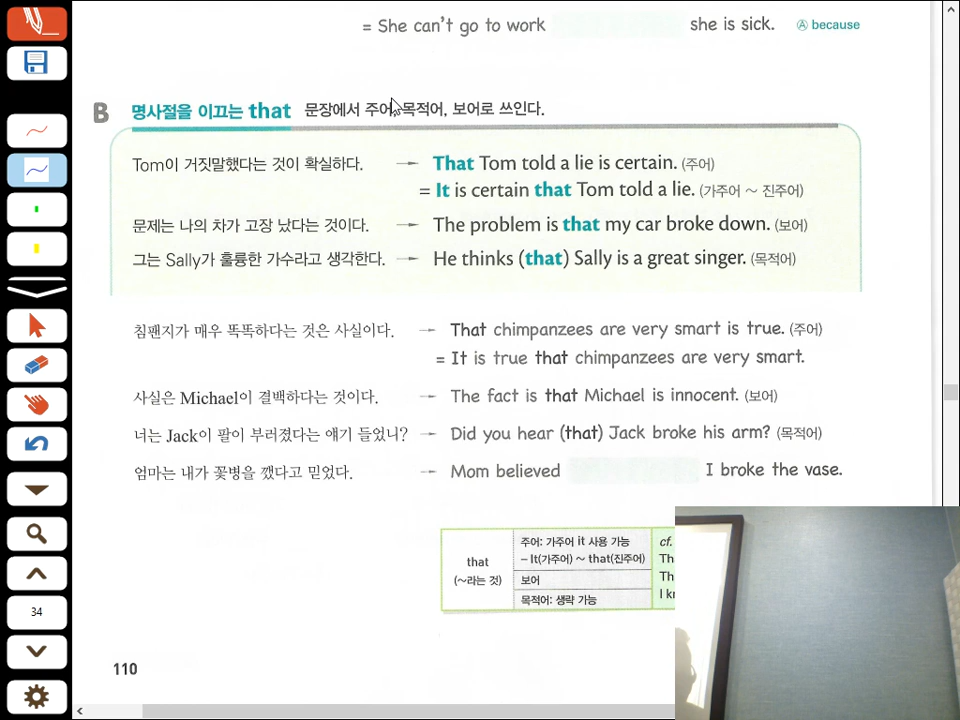 = She can't go to work she is sick. Ⓐ because
B 명사절을 이끄는 that 문장에서 주어, 목적어, 보어로 쓰인다.
Tom이 거짓말했다는 것이 확실하다. → That Tom told a lie is certain. (주어)
= It is certain that Tom told a lie. (가주어 ~ 진주어)
문제는 나의 차가 고장 났다는 것이다. → The problem is that my car broke down. (보어)
그는 Sally가 훌륭한 가수라고 생각한다. → He thinks (that) Sally is a great singer. (목적어)
침팬지가 매우 똑똑하다는 것은 사실이다. → That chimpanzees are very smart is true. (주어)
= It is true that chimpanzees are very smart.
사실은 Michael이 결백하다는 것이다. → The fact is that Michael is innocent. (보어)
너는 Jack이 팔이 부러졌다는 얘기 들었니? → Did you hear (that) Jack broke his arm? (목적어)
엄마는 내가 꽃병을 깼다고 믿었다. → Mom believed I broke the vase.
that
(~라는 것)
주어: 가주어 it 사용 가능
– It(가주어) ~ that(진주어)
보어
목적어: 생략 가능
cf.
Th
Th
I
34
110